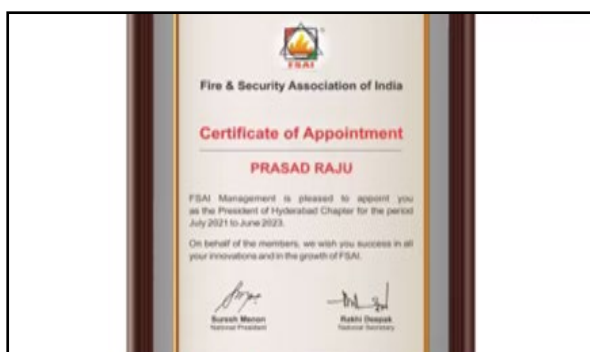 FSAI
Fire & Security Association of India
Certificate of Appointment
PRASAD RAJU
FSAI Management is pleased to appoint you
as the President of Hyderabad Chapter for the period
July 2021 to June 2023.
On behalf of the members, we wish you success in all
your innovations and in the growth of FSAI.
Suresh Menon
National President
Rakhi Deepak
National Secretary